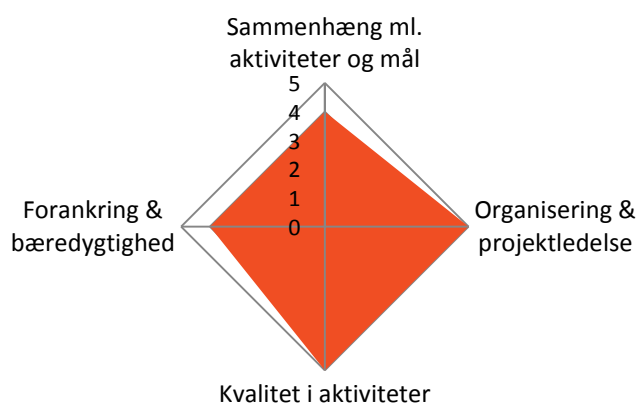 Sammenhæng ml.
aktiviteter og mål
5
4
3
2
1
0
Forankring &
bæredygtighed
Organisering &
projektledelse
Kvalitet i aktiviteter